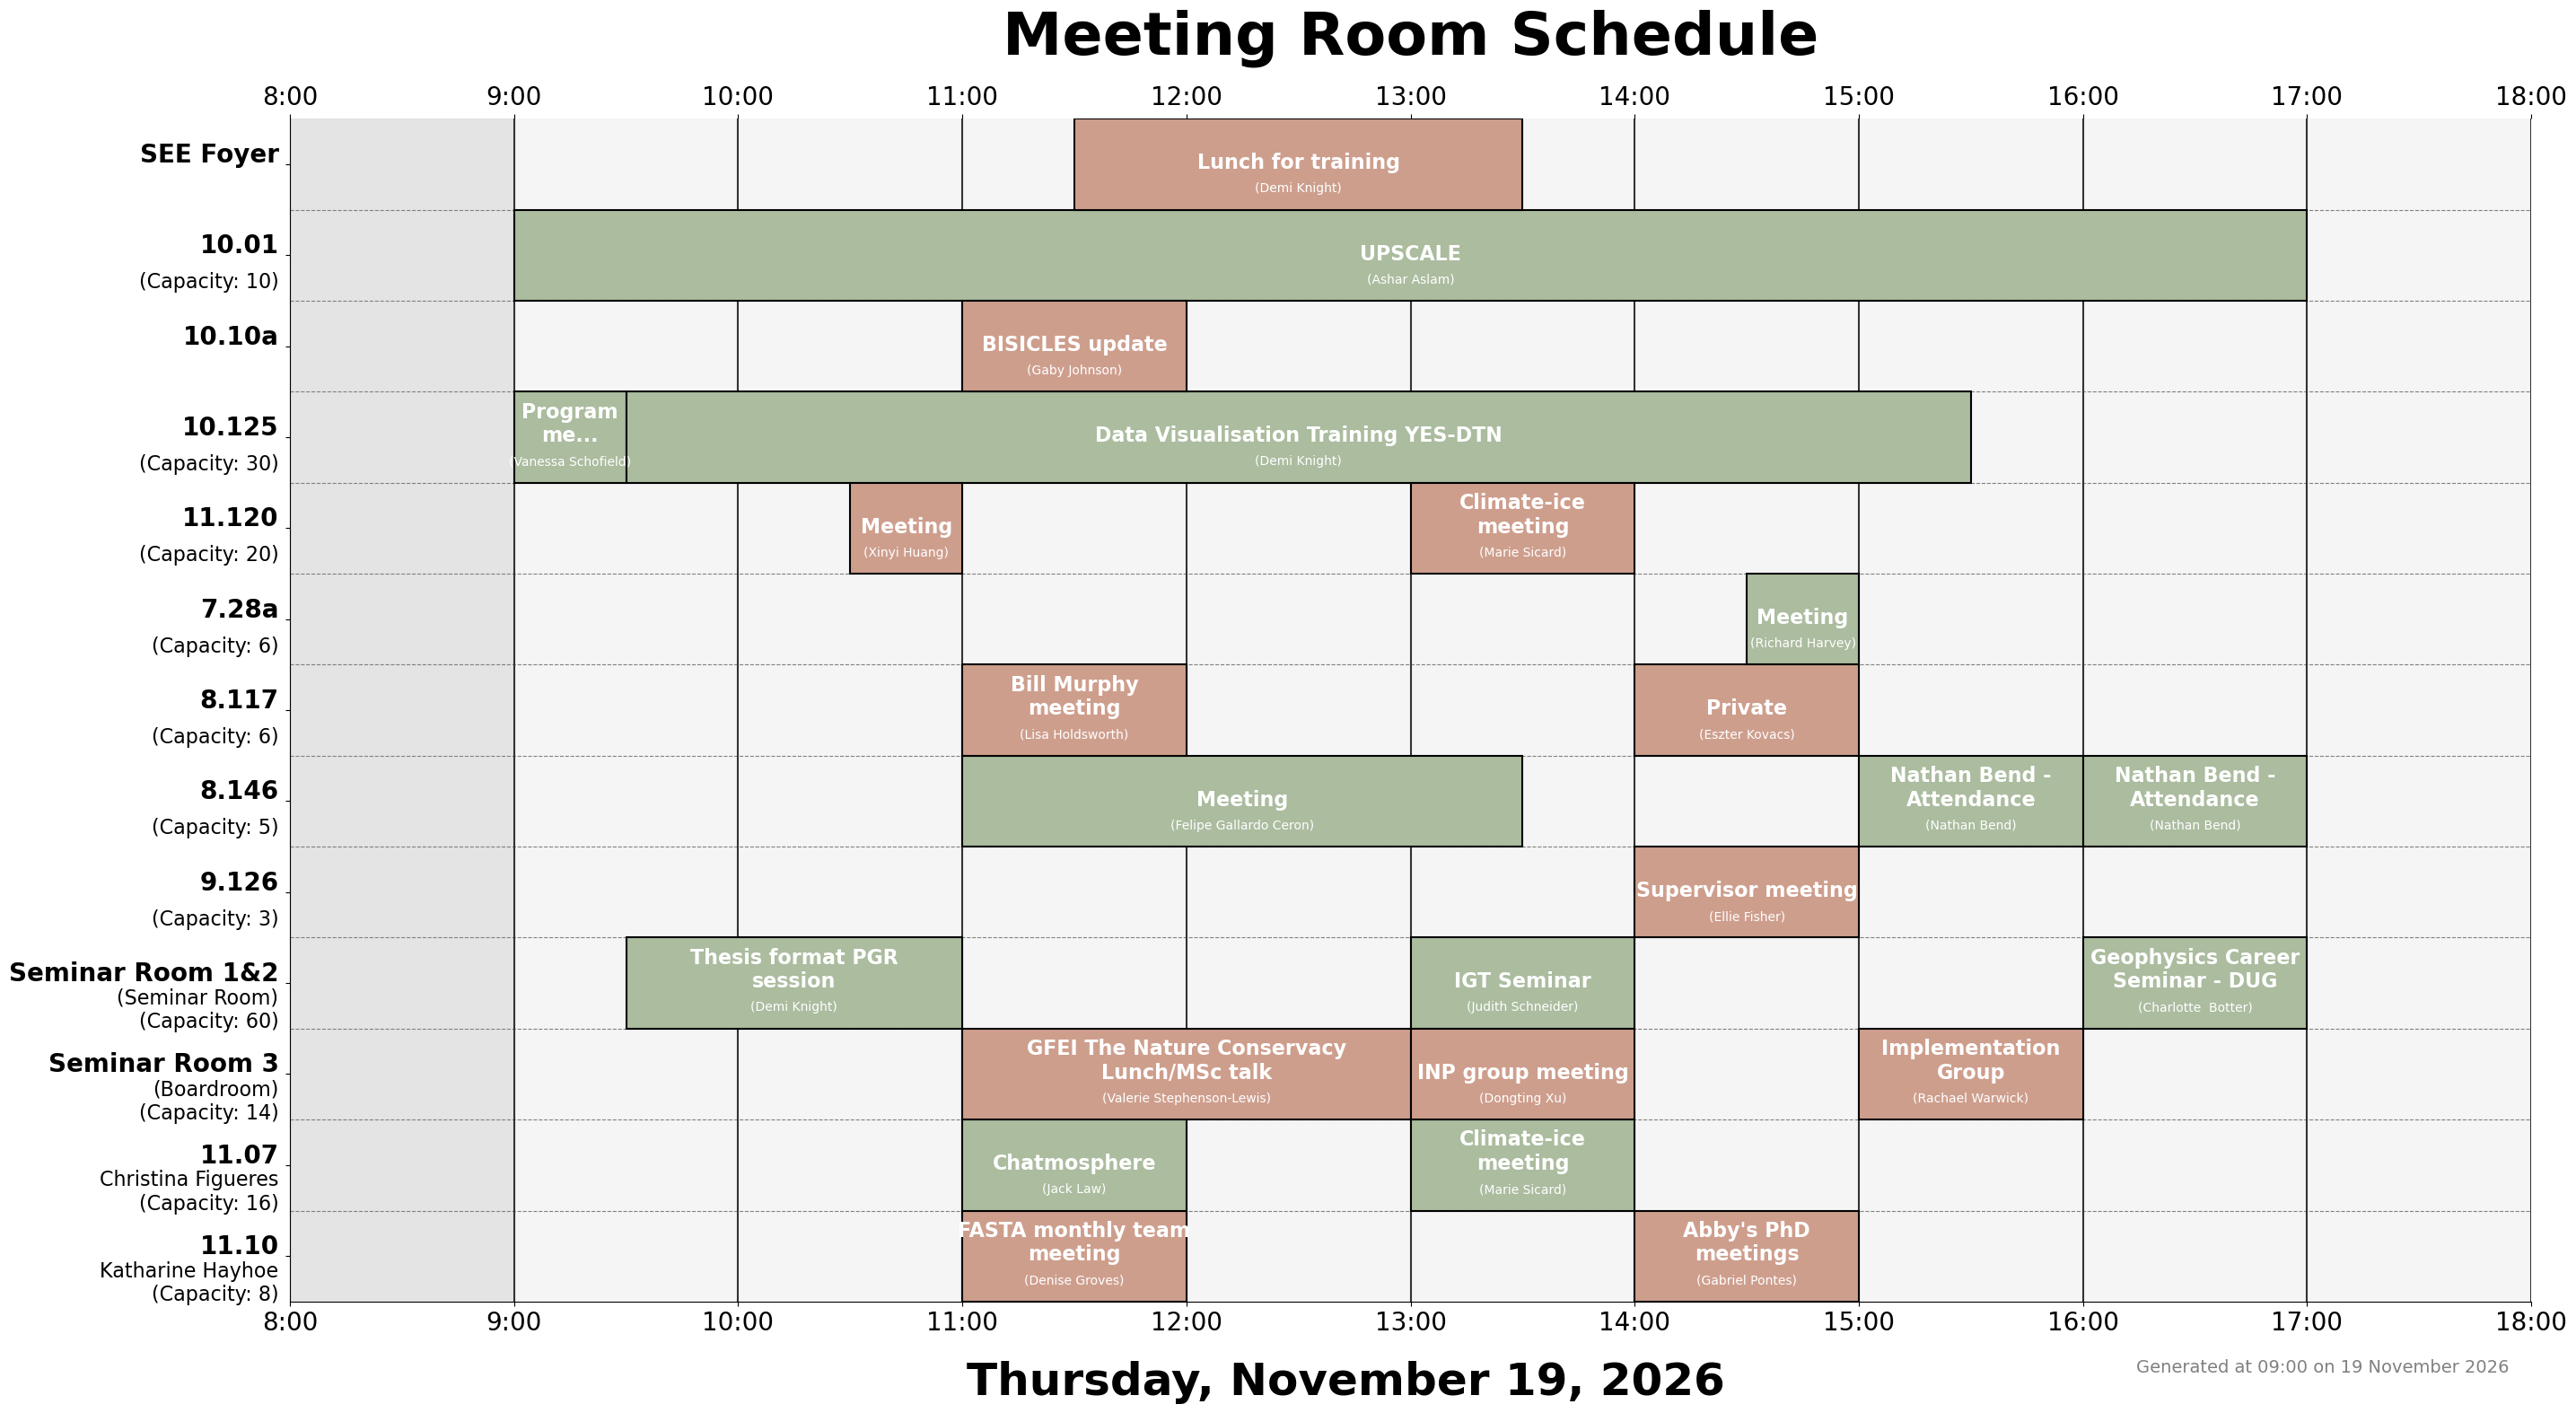 Meeting Room Schedule
8:00 9:00 10:00 11:00 12:00 13:00 14:00 15:00 16:00 17:00 18:00
SEE Foyer
Lunch for training
(Demi Knight)
10.01
(Capacity: 10)
UPSCALE
(Ashar Aslam)
10.10a
BISICLES update
(Gaby Johnson)
10.125
(Capacity: 30)
Program
me...
(Vanessa Schofield)
Data Visualisation Training YES-DTN
(Demi Knight)
11.120
(Capacity: 20)
Meeting
(Xinyi Huang)
Climate-ice
meeting
(Marie Sicard)
7.28a
(Capacity: 6)
Meeting
(Richard Harvey)
8.117
(Capacity: 6)
Bill Murphy
meeting
(Lisa Holdsworth)
Private
(Eszter Kovacs)
8.146
(Capacity: 5)
Meeting
(Felipe Gallardo Ceron)
Nathan Bend -
Attendance
(Nathan Bend)
Nathan Bend -
Attendance
(Nathan Bend)
9.126
(Capacity: 3)
Supervisor meeting
(Ellie Fisher)
Seminar Room 1&2
(Seminar Room)
(Capacity: 60)
Thesis format PGR
session
(Demi Knight)
IGT Seminar
(Judith Schneider)
Geophysics Career
Seminar - DUG
(Charlotte  Botter)
Seminar Room 3
(Boardroom)
(Capacity: 14)
GFEI The Nature Conservacy
Lunch/MSc talk
(Valerie Stephenson-Lewis)
INP group meeting
(Dongting Xu)
Implementation
Group
(Rachael Warwick)
11.07
Christina Figueres
(Capacity: 16)
Chatmosphere
(Jack Law)
Climate-ice
meeting
(Marie Sicard)
11.10
Katharine Hayhoe
(Capacity: 8)
FASTA monthly team
meeting
(Denise Groves)
Abby's PhD
meetings
(Gabriel Pontes)
8:00 9:00 10:00 11:00 12:00 13:00 14:00 15:00 16:00 17:00 18:00
Thursday, November 19, 2026
Generated at 09:00 on 19 November 2026